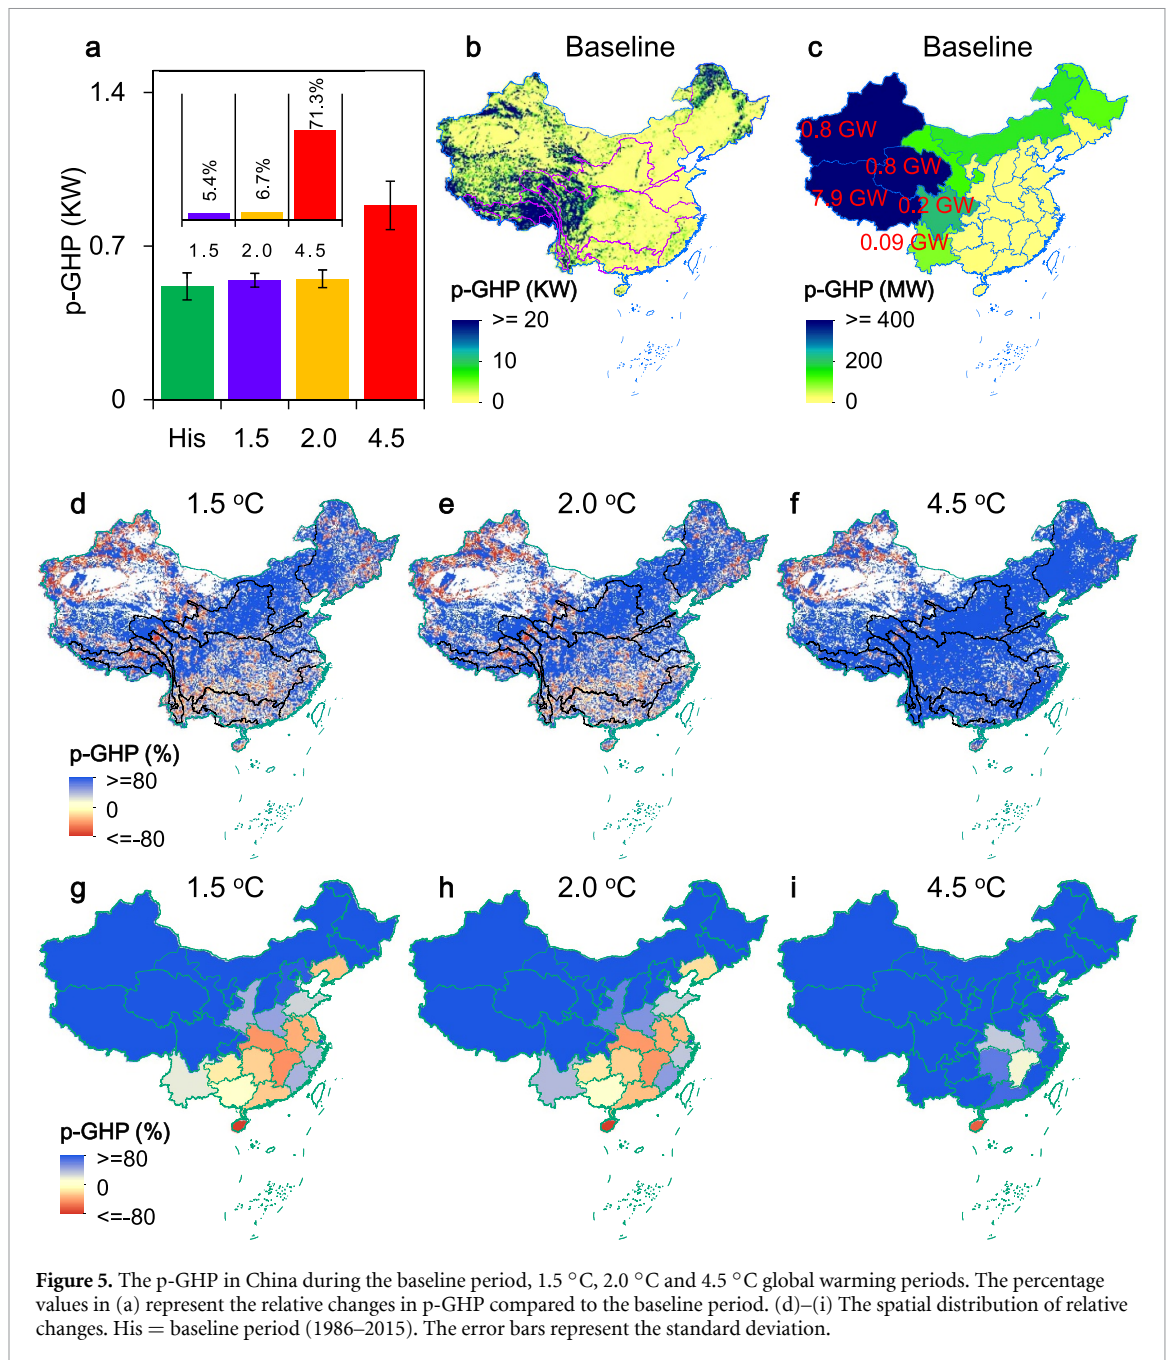 a
p-GHP (KW)
1.4
0.7
0
5.4%
6.7%
71.3%
1.5
2.0
4.5
His
1.5
2.0
4.5
b
Baseline
p-GHP (KW)
>= 20
10
0
c
Baseline
0.8 GW
0.8 GW
7.9 GW
0.2 GW
0.09 GW
p-GHP (MW)
>= 400
200
0
d
1.5 °C
p-GHP (%)
>=80
0
<=-80
e
2.0 °C
f
4.5 °C
g
1.5 °C
p-GHP (%)
>=80
0
<=-80
h
2.0 °C
i
4.5 °C
Figure 5. The p-GHP in China during the baseline period, 1.5 °C, 2.0 °C and 4.5 °C global warming periods. The percentage
values in (a) represent the relative changes in p-GHP compared to the baseline period. (d)–(i) The spatial distribution of relative
changes. His = baseline period (1986–2015). The error bars represent the standard deviation.